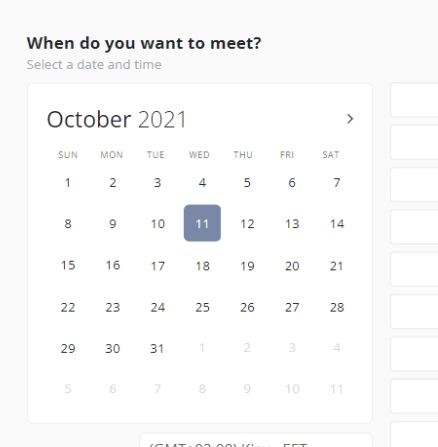 When do you want to meet?
Select a date and time
October 2021 >
SUN MON TUE WED THU FRI SAT
1 2 3 4 5 6 7
8 9 10 11 12 13 14
15 16 17 18 19 20 21
22 23 24 25 26 27 28
29 30 31 1 2 3 4
5 6 7 8 9 10 11